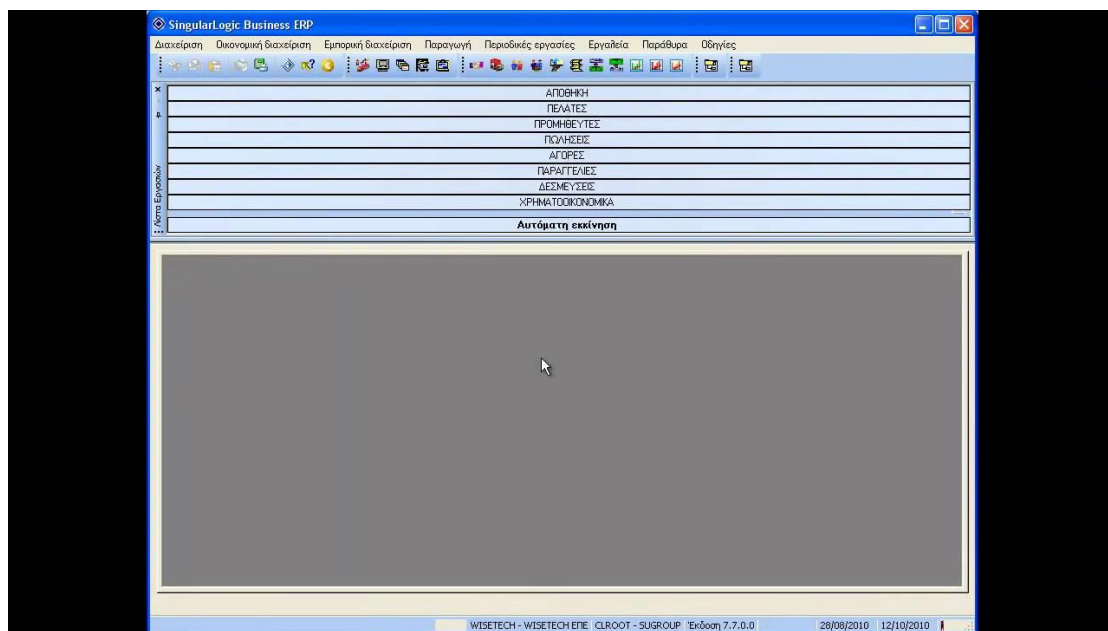 SingularLogic Business ERP
Διαχείριση Οικονομική διαχείριση Εμπορική διαχείριση Παραγωγή Περιοδικές εργασίες Εργαλεία Παράθυρα Οδηγίες
ΑΠΟΘΗΚΗ
ΠΕΛΑΤΕΣ
ΠΡΟΜΗΘΕΥΤΕΣ
ΠΩΛΗΣΕΙΣ
ΑΓΟΡΕΣ
ΠΑΡΑΓΓΕΛΙΕΣ
ΔΕΣΜΕΥΣΕΙΣ
ΧΡΗΜΑΤΟΟΙΚΟΝΟΜΙΚΑ
Αυτόματη εκκίνηση
Λίστα Εργασιών
WISETECH - WISETECH ΕΠΕ CLROOT - SUGROUP Έκδοση 7.7.0.0 28/08/2010 12/10/2010